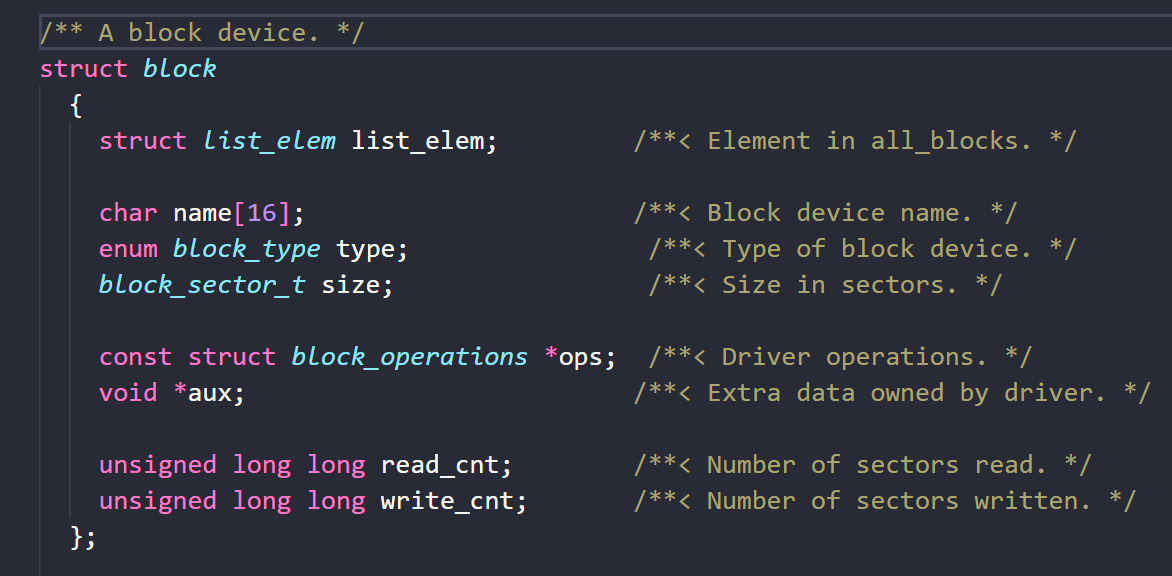 /** A block device. */
struct block
  {
    struct list_elem list_elem;         /**< Element in all_blocks. */

    char name[16];                      /**< Block device name. */
    enum block_type type;                /**< Type of block device. */
    block_sector_t size;                 /**< Size in sectors. */

    const struct block_operations *ops;  /**< Driver operations. */
    void *aux;                          /**< Extra data owned by driver. */

    unsigned long long read_cnt;        /**< Number of sectors read. */
    unsigned long long write_cnt;       /**< Number of sectors written. */
  };